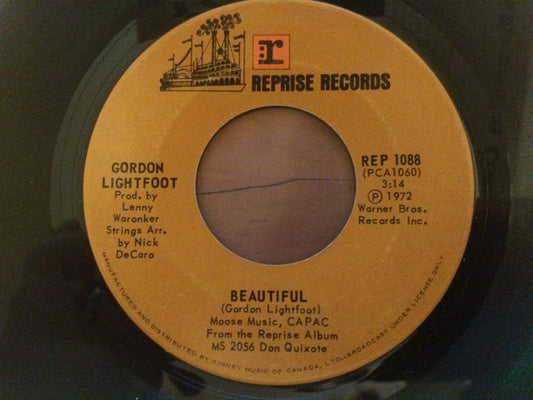 r
REPRISE RECORDS
GORDON
LIGHTFOOT
Prod. by
Lenny
Waronker
Strings Arr.
by Nick
DeCaro
REP 1088
(PCA1060)
3:14
Ⓟ 1972
Warner Bros.
Records Inc.
BEAUTIFUL
(Gordon Lightfoot)
Moose Music, CAPAC
From the Reprise Album
MS 2056 Don Quixote
MANUFACTURED AND DISTRIBUTED BY KINNEY MUSIC OF CANADA, LTD.-BROADCAST UNDER LICENSE ONLY